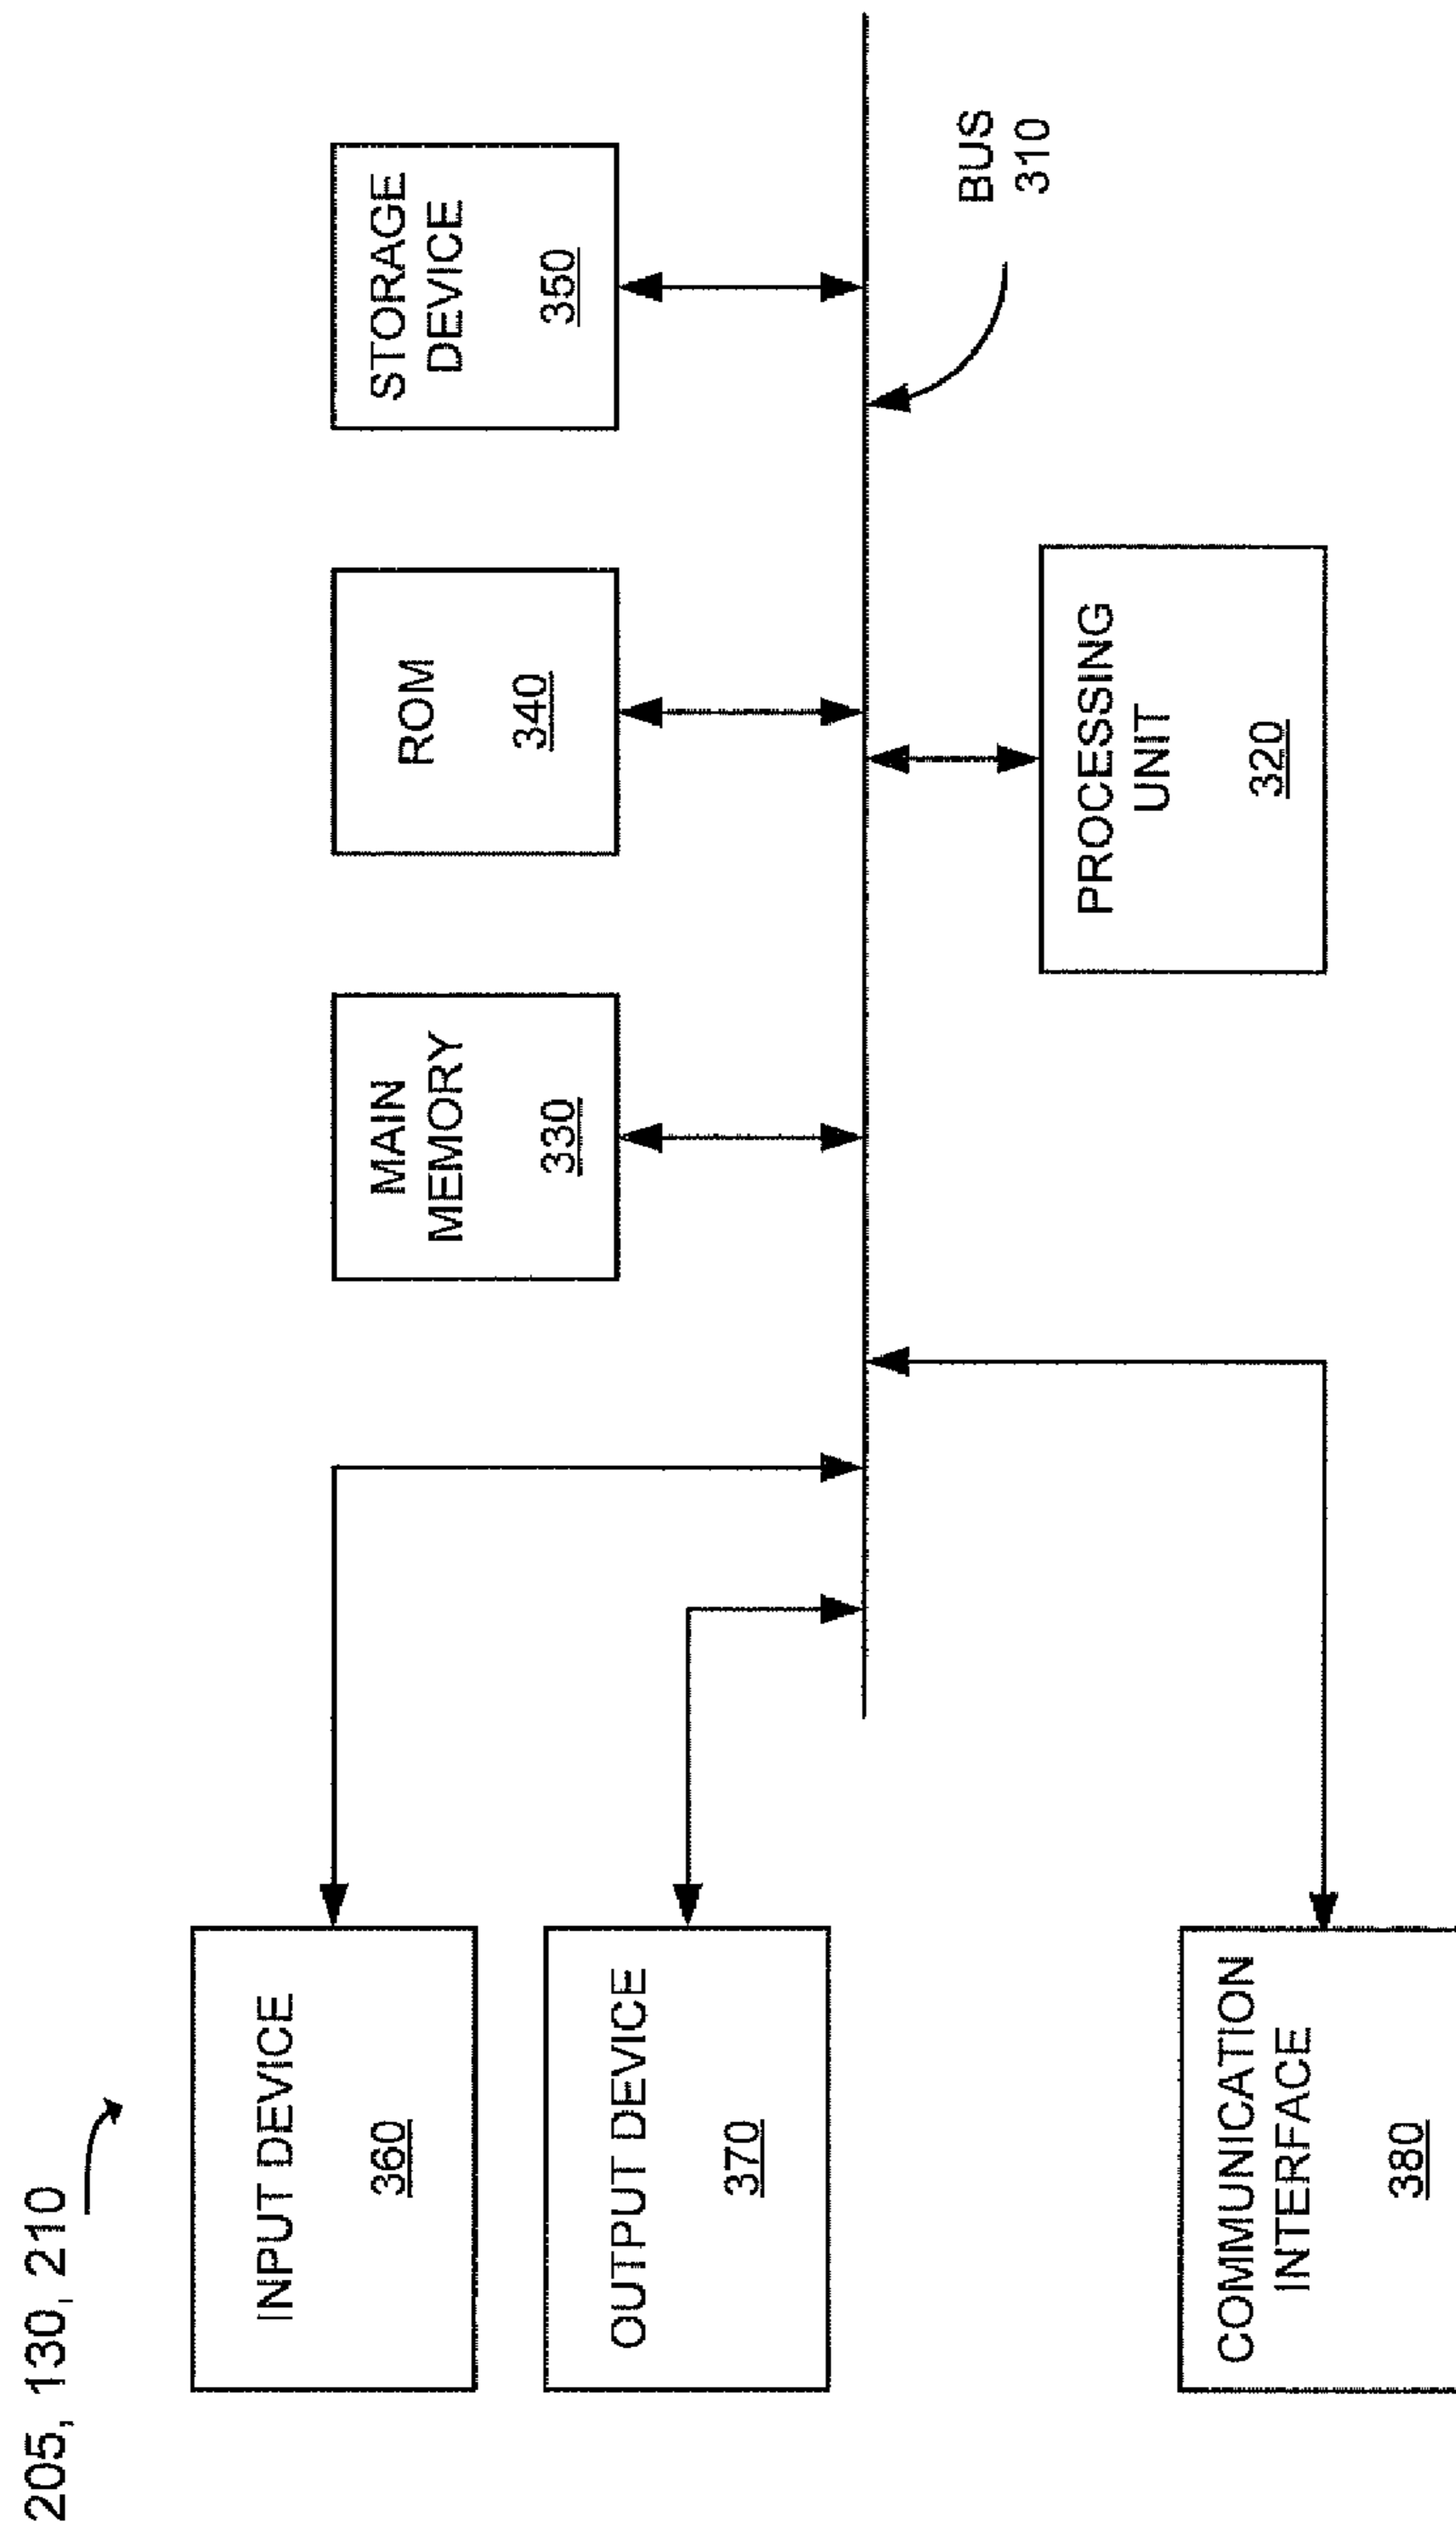 205, 130, 210
INPUT DEVICE
360
OUTPUT DEVICE
370
COMMUNICATION
INTERFACE
380
MAIN
MEMORY
330
ROM
340
STORAGE
DEVICE
350
PROCESSING
UNIT
320
BUS
310